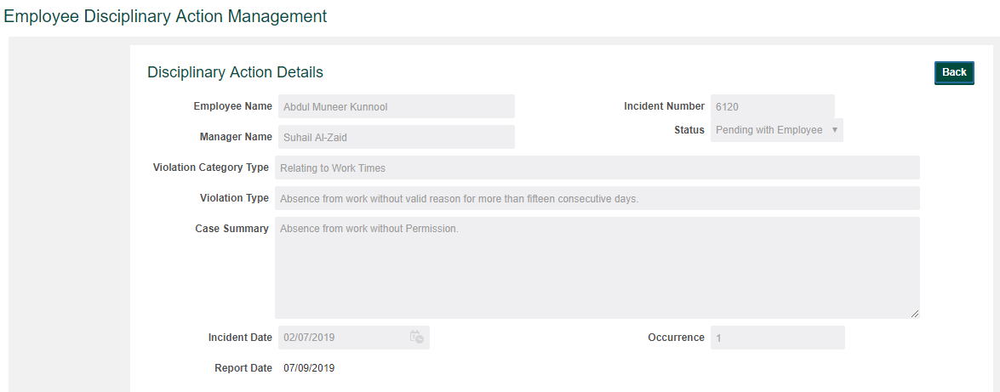 Employee Disciplinary Action Management
Disciplinary Action Details
Back
Employee Name Abdul Muneer Kunnool
Incident Number 6120
Manager Name Suhail Al-Zaid
Status Pending with Employee
Violation Category Type Relating to Work Times
Violation Type Absence from work without valid reason for more than fifteen consecutive days.
Case Summary Absence from work without Permission.
Incident Date 02/07/2019
Occurrence 1
Report Date 07/09/2019